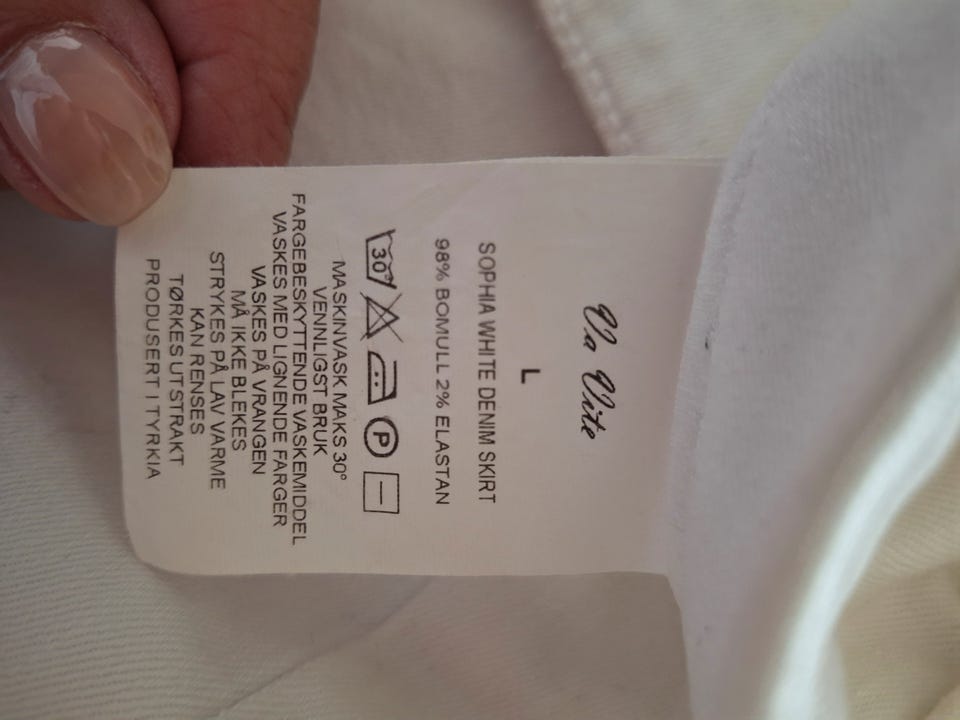 Va Vite
L
SOPHIA WHITE DENIM SKIRT
98% BOMULL 2% ELASTAN
30° P
MASKINVASK MAKS 30°
VENNLIGST BRUK
FARGEBESKYTTENDE VASKEMIDDEL
VASKES MED LIGNENDE FARGER
VASKES PÅ VRANGEN
MÅ IKKE BLEKES
STRYKES PÅ LAV VARME
KAN RENSES
TØRKES UTSTRAKT
PRODUSERT I TYRKIA